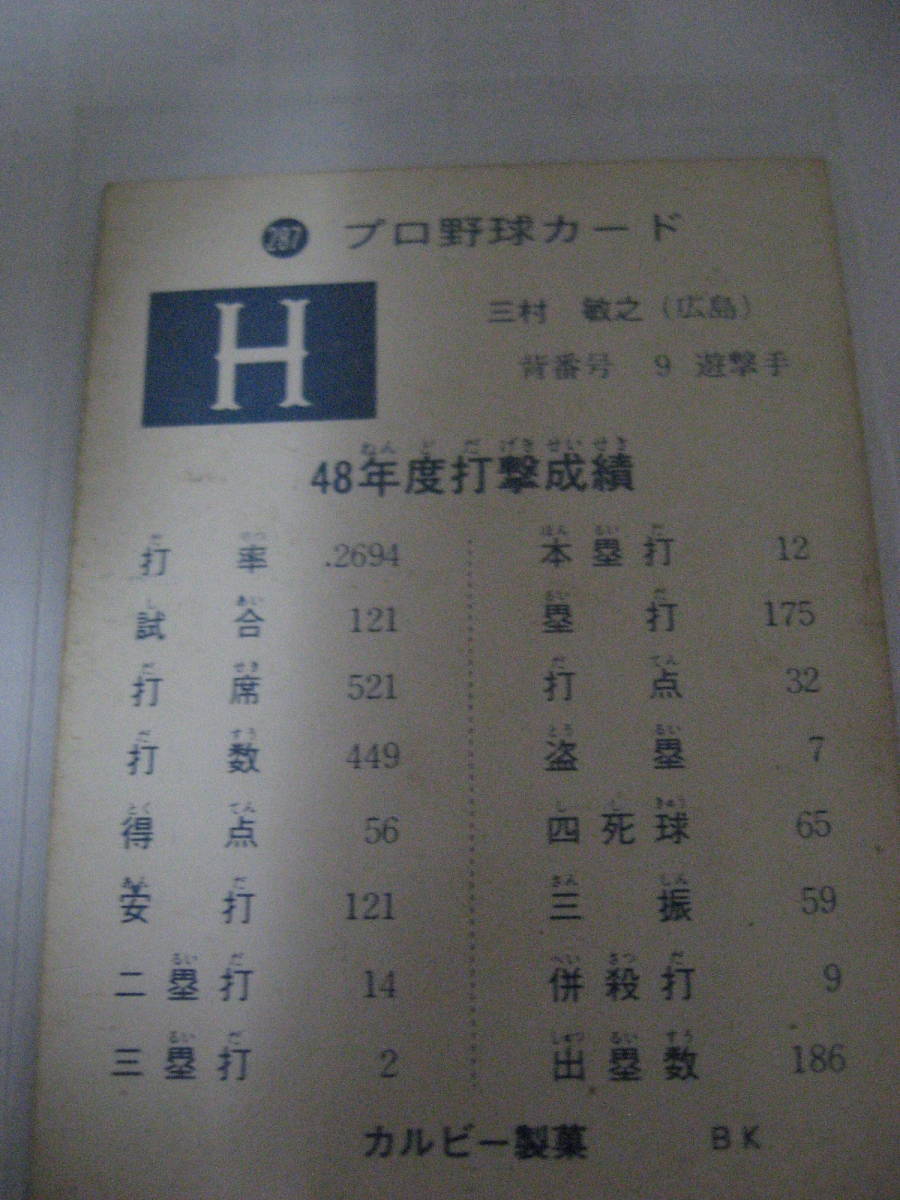 287 プロ野球カード
H
三村 敏之(広島)
背番号 9 遊撃手
48年度打撃成績
打率 .2694
試合 121
打席 521
打数 449
得点 56
安打 121
二塁打 14
三塁打 2
本塁打 12
塁打 175
打点 32
盗塁 7
四死球 65
三振 59
併殺打 9
出塁数 186
カルビー製菓 BK